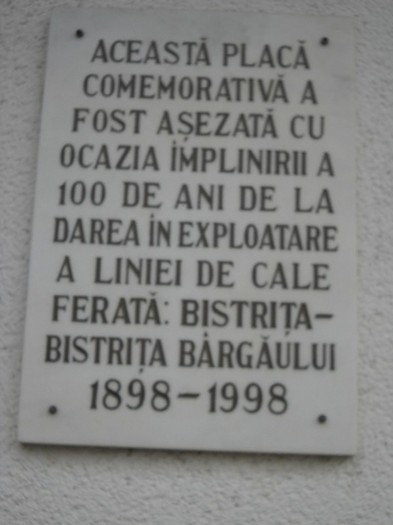 ACEASTĂ PLACĂ
COMEMORATIVĂ A
FOST AȘEZATĂ CU
OCAZIA ÎMPLINIRII A
100 DE ANI DE LA
DAREA ÎN EXPLOATARE
A LINIEI DE CALE
FERATĂ: BISTRIȚA-
BISTRIȚA BÂRGĂULUI
1898-1998